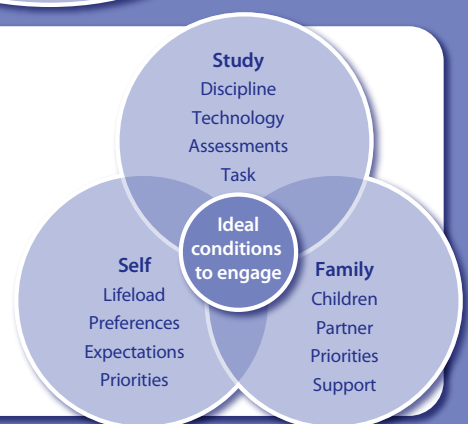 Study
Discipline
Technology
Assessments
Task
Ideal
conditions
to engage
Self
Lifeload
Preferences
Expectations
Priorities
Family
Children
Partner
Priorities
Support